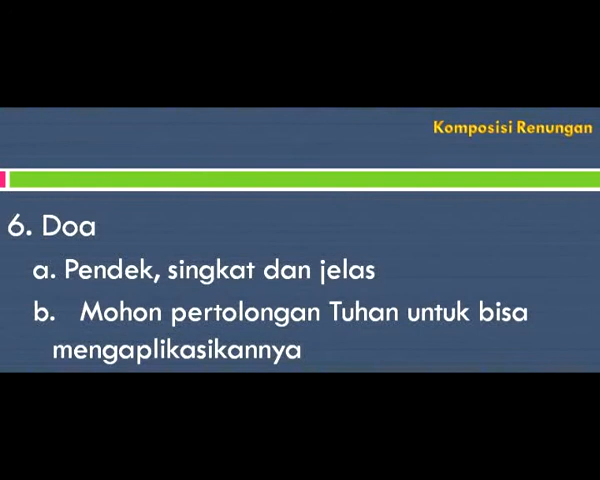 Komposisi Renungan
6. Doa
a. Pendek, singkat dan jelas
b. Mohon pertolongan Tuhan untuk bisa
mengaplikasikannya